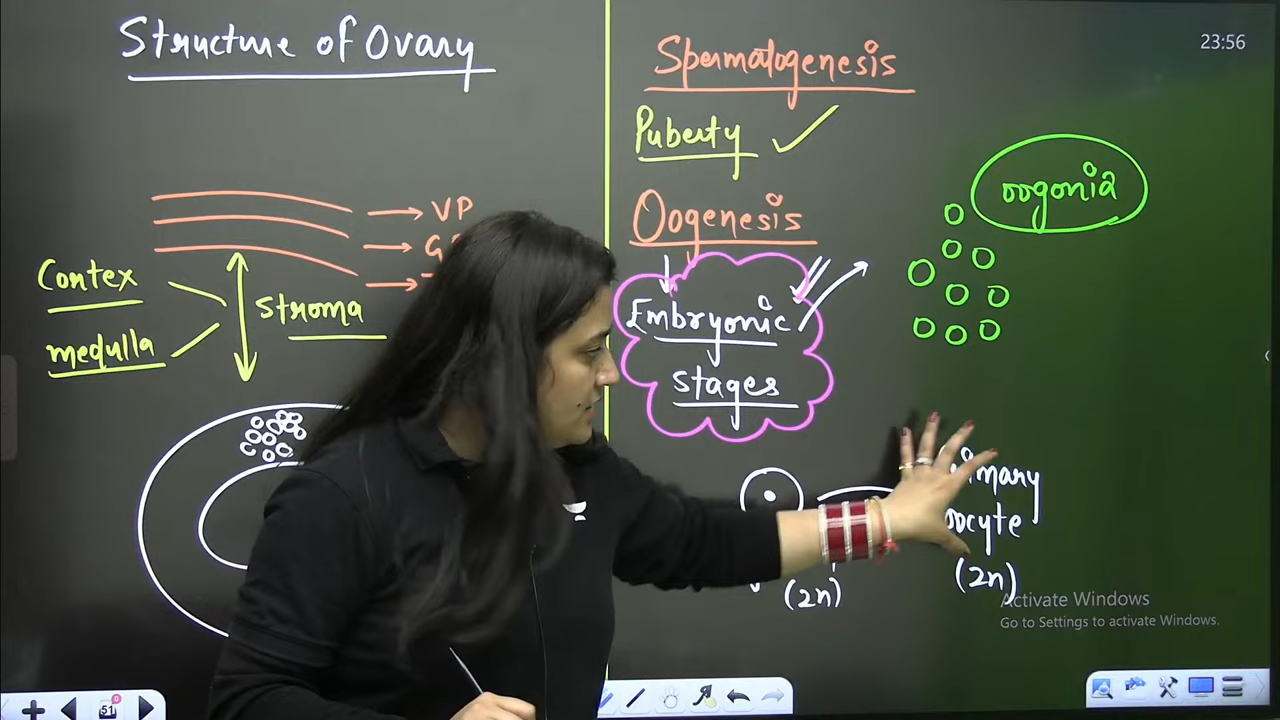 Structure of Ovary
VP
Contex
medulla
Stroma
Spermatogenesis
Puberty
Oogenesis
Embryonic
stages
23:56
oogonia
oocyte
(2n)
(2n)
Activate Windows
Go to Settings to activate Windows.
51